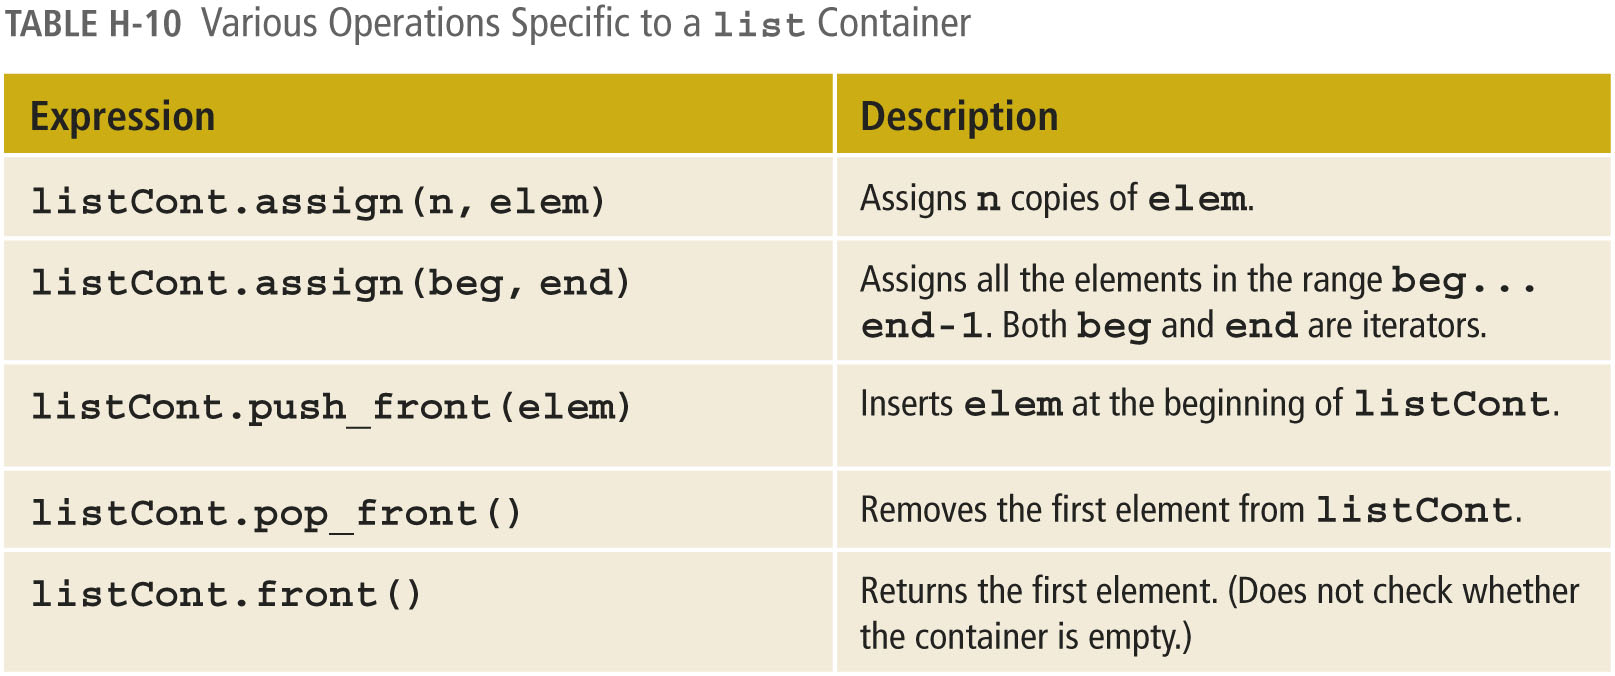 TABLE H-10 Various Operations Specific to a list Container
Expression
Description
listCont.assign(n, elem)
Assigns n copies of elem.
listCont.assign(beg, end)
Assigns all the elements in the range beg...
end-1. Both beg and end are iterators.
listCont.push_front(elem)
Inserts elem at the beginning of listCont.
listCont.pop_front()
Removes the first element from listCont.
listCont.front()
Returns the first element. (Does not check whether
the container is empty.)